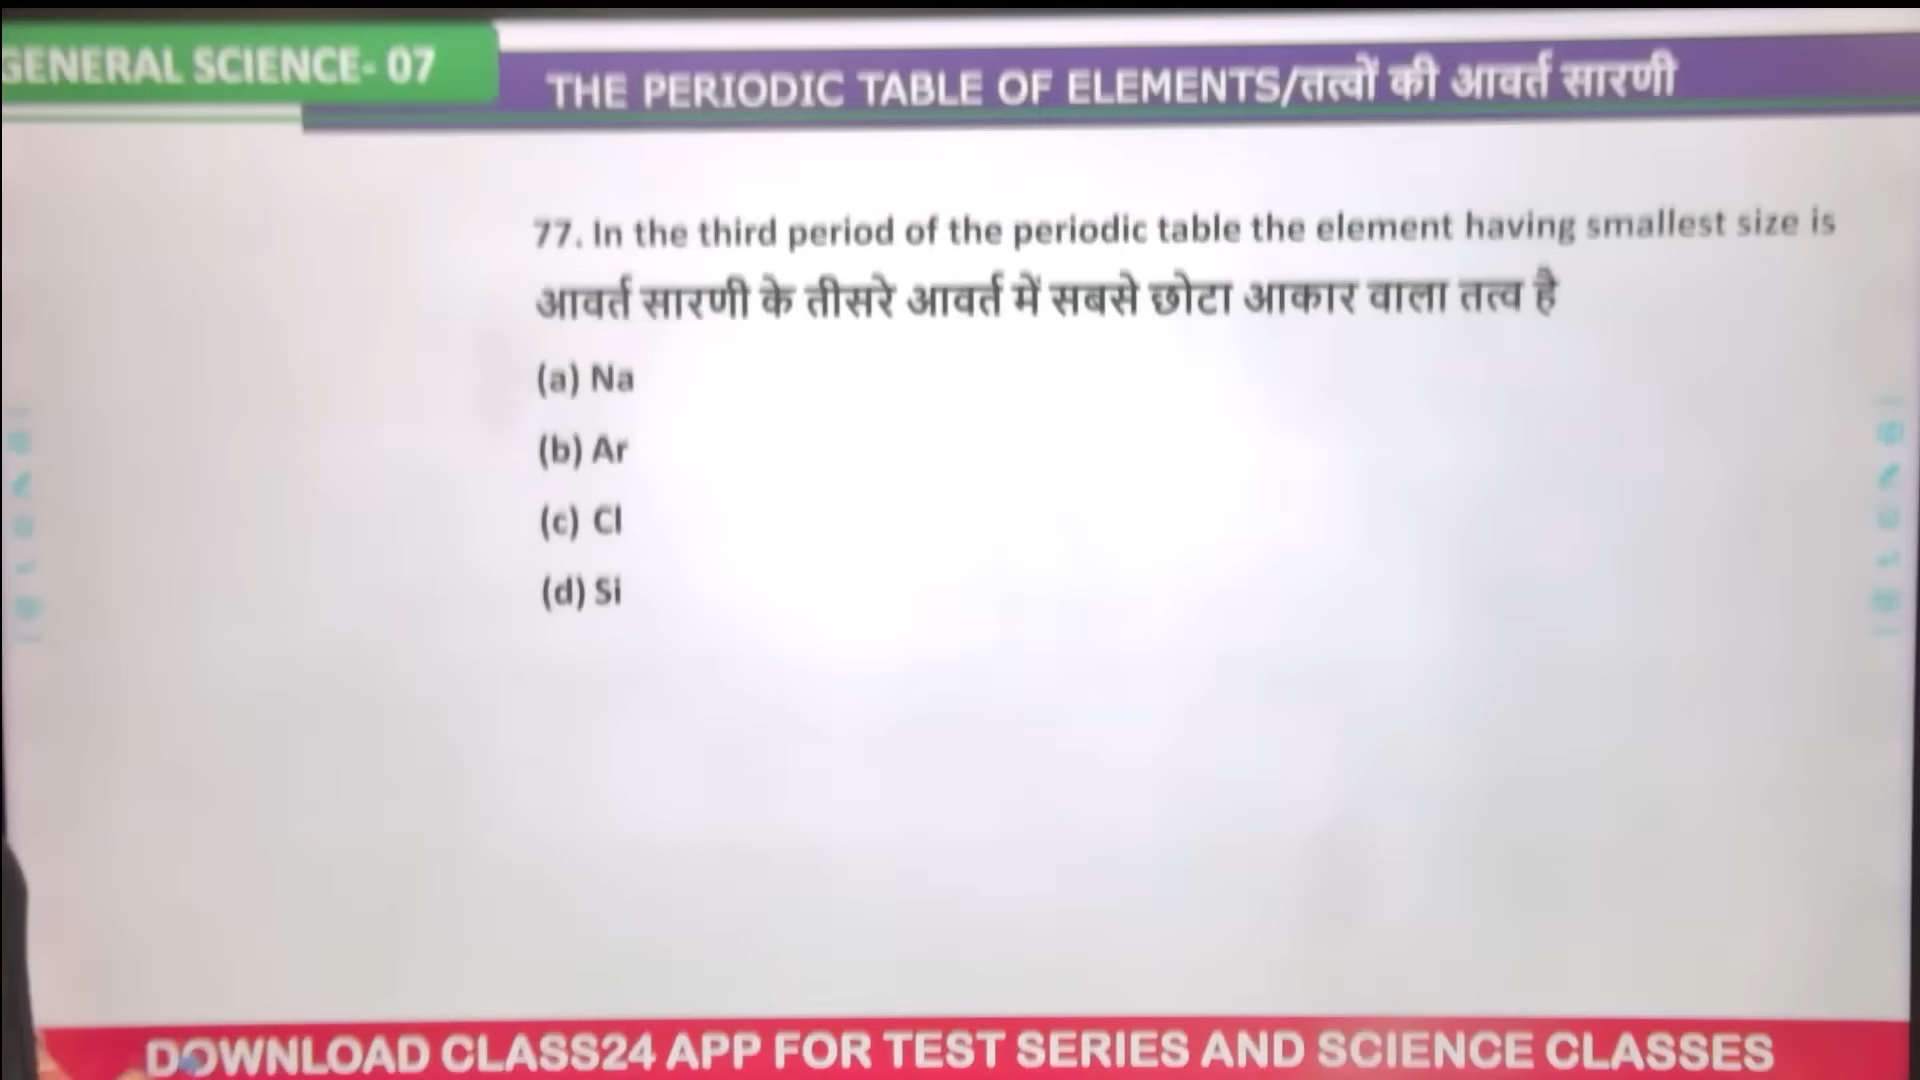 GENERAL SCIENCE- 07
THE PERIODIC TABLE OF ELEMENTS/तत्वों की आवर्त सारणी
77. In the third period of the periodic table the element having smallest size is
आवर्त सारणी के तीसरे आवर्त में सबसे छोटा आकार वाला तत्व है
(a) Na
(b) Ar
(c) Cl
(d) Si
DOWNLOAD CLASS24 APP FOR TEST SERIES AND SCIENCE CLASSES